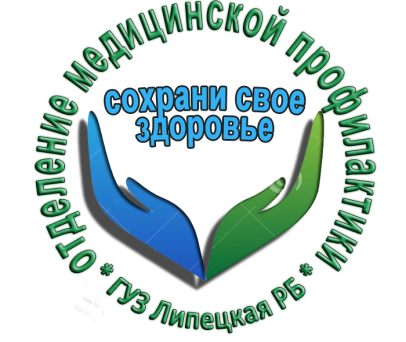 отделение медицинской профилактики
сохрани свое
здоровье
* ГУЗ Липецкая РБ *